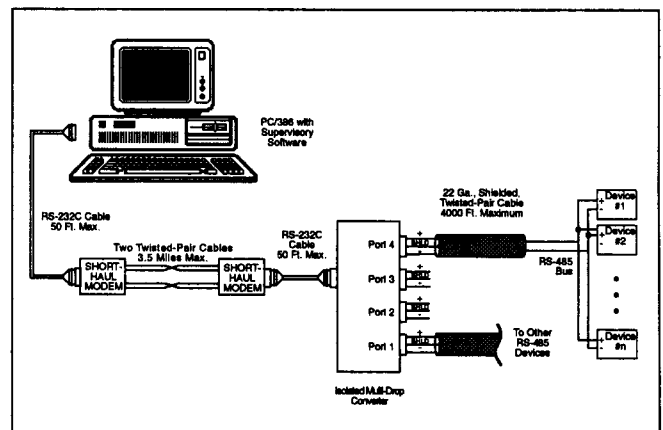 PC/386 with
Supervisory
Software
RS-232C Cable
50 Ft. Max.
Two Twisted-Pair Cables
3.5 Miles Max.
SHORT-
HAUL
MODEM
SHORT-
HAUL
MODEM
RS-232C
Cable
50 Ft. Max.
Port 4
+
SHLD
-
Port 3
+
SHLD
-
Port 2
+
SHLD
-
Port 1
+
SHLD
-
Isolated Multi-Drop
Converter
22 Ga., Shielded,
Twisted-Pair Cable
4000 Ft. Maximum
RS-485
Bus
To Other
RS-485
Devices
+
-
Device
#1
+
-
Device
#2
+
-
Device
#n